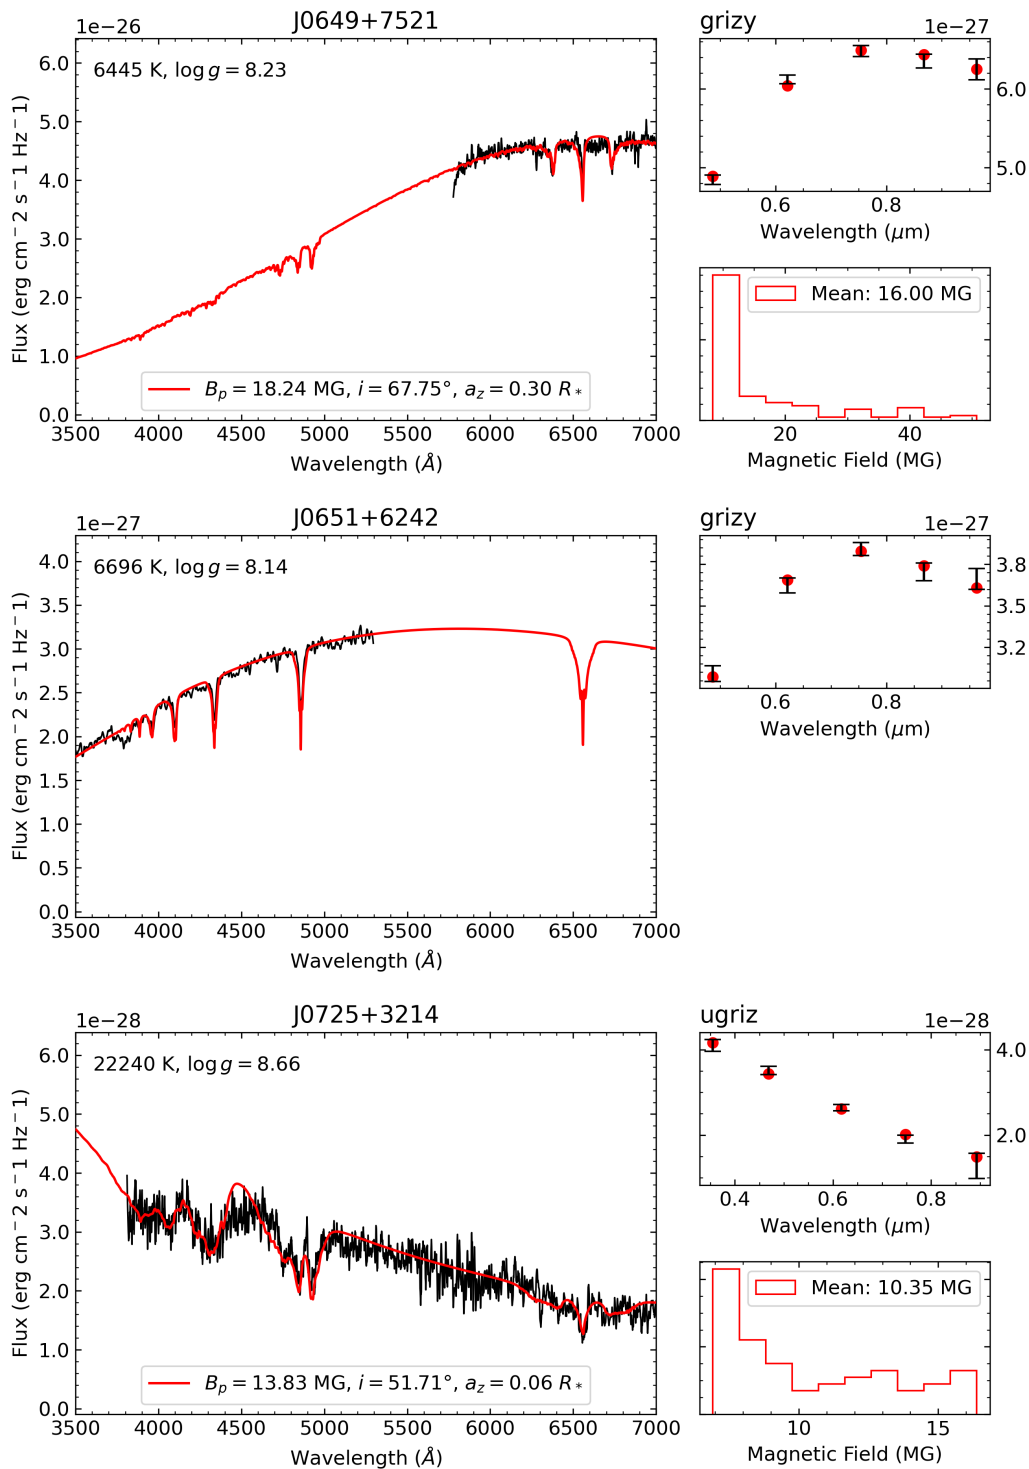 J0649+7521
1e−26
6445 K, log g = 8.23
Flux (erg cm−2 s−1 Hz−1)
6.0
5.0
4.0
3.0
2.0
1.0
0.0
B_p = 18.24 MG, i = 67.75°, a_z = 0.30 R_*
3500 4000 4500 5000 5500 6000 6500 7000
Wavelength (Å)
grizy
1e−27
6.0
5.0
0.6 0.8
Wavelength (μm)
Mean: 16.00 MG
20 40
Magnetic Field (MG)
J0651+6242
1e−27
6696 K, log g = 8.14
Flux (erg cm−2 s−1 Hz−1)
4.0
3.5
3.0
2.5
2.0
1.5
1.0
0.5
0.0
3500 4000 4500 5000 5500 6000 6500 7000
Wavelength (Å)
grizy
1e−27
3.8
3.5
3.2
0.6 0.8
Wavelength (μm)
J0725+3214
1e−28
22240 K, log g = 8.66
Flux (erg cm−2 s−1 Hz−1)
6.0
5.0
4.0
3.0
2.0
1.0
0.0
B_p = 13.83 MG, i = 51.71°, a_z = 0.06 R_*
3500 4000 4500 5000 5500 6000 6500 7000
Wavelength (Å)
ugriz
1e−28
4.0
2.0
0.4 0.6 0.8
Wavelength (μm)
Mean: 10.35 MG
10 15
Magnetic Field (MG)